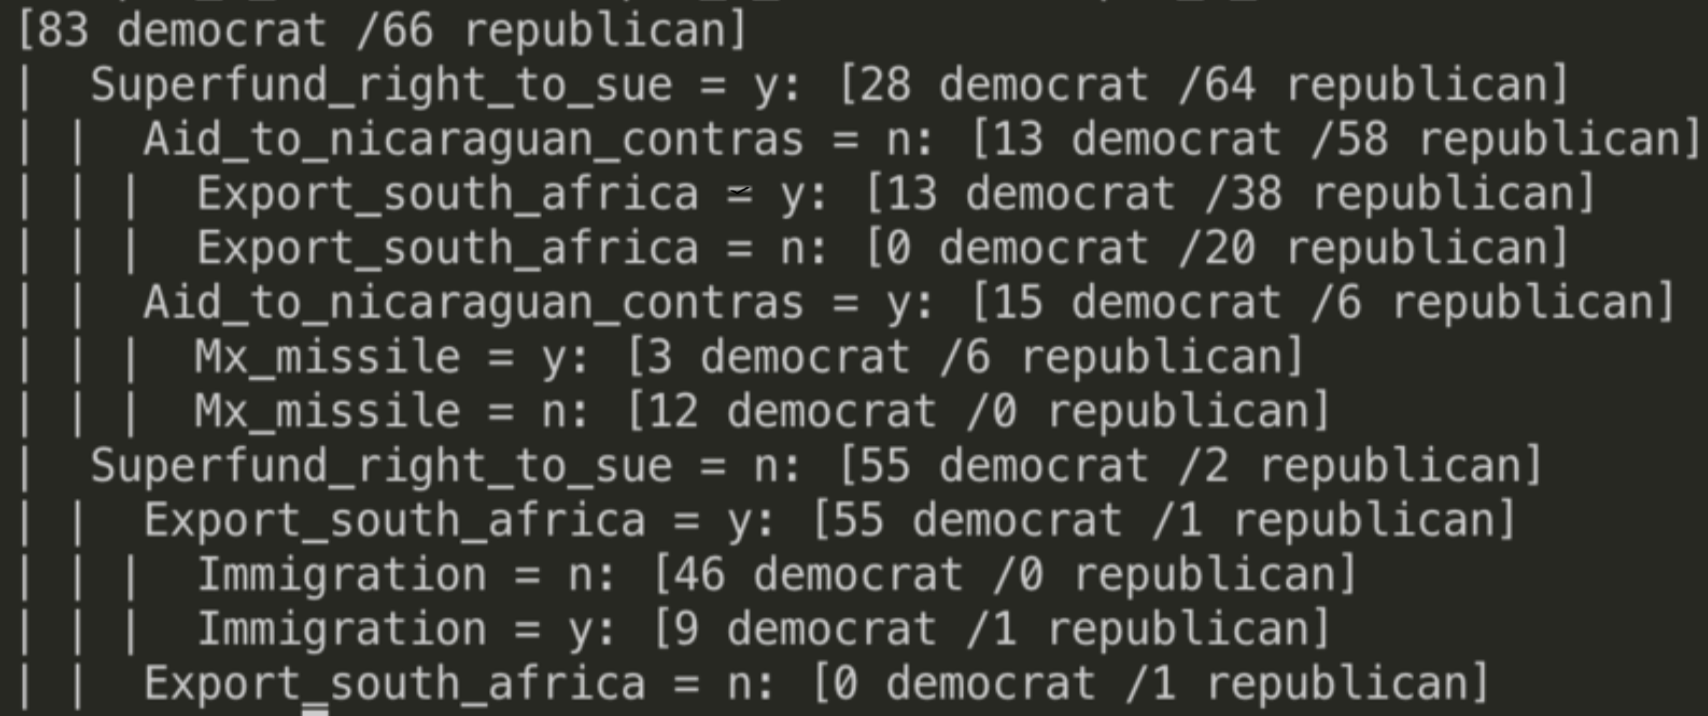 [83 democrat /66 republican]
|  Superfund_right_to_sue = y: [28 democrat /64 republican]
| |  Aid_to_nicaraguan_contras = n: [13 democrat /58 republican]
| | |  Export_south_africa = y: [13 democrat /38 republican]
| | |  Export_south_africa = n: [0 democrat /20 republican]
| |  Aid_to_nicaraguan_contras = y: [15 democrat /6 republican]
| | |  Mx_missile = y: [3 democrat /6 republican]
| | |  Mx_missile = n: [12 democrat /0 republican]
|  Superfund_right_to_sue = n: [55 democrat /2 republican]
| |  Export_south_africa = y: [55 democrat /1 republican]
| | |  Immigration = n: [46 democrat /0 republican]
| | |  Immigration = y: [9 democrat /1 republican]
| |  Export_south_africa = n: [0 democrat /1 republican]